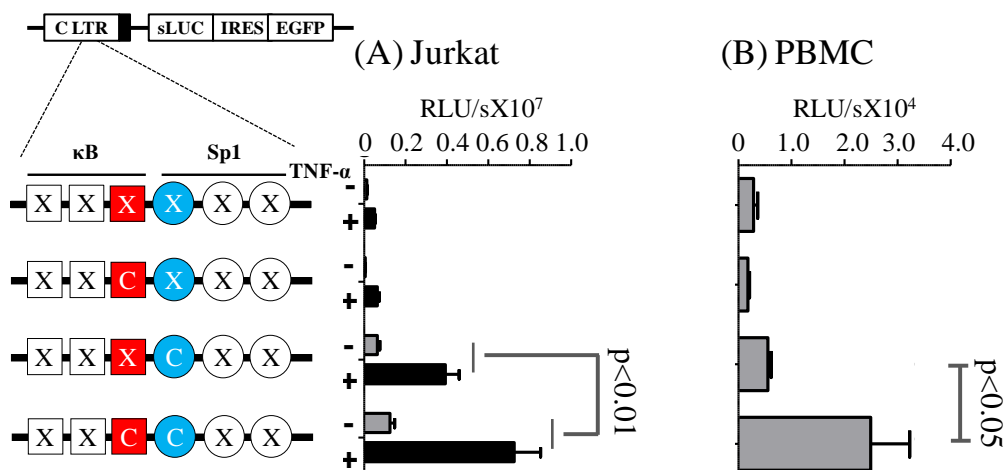 C LTR sLUC IRES EGFP
(A) Jurkat
(B) PBMC
RLU/sX10⁷
RLU/sX10⁴
0 0.2 0.4 0.6 0.8 1.0
0 1.0 2.0 3.0 4.0
κB Sp1
TNF-α
X X X X X X
-
+
X X C X X X
-
+
X X X C X X
-
+
X X C C X X
-
+
p<0.01
p<0.05